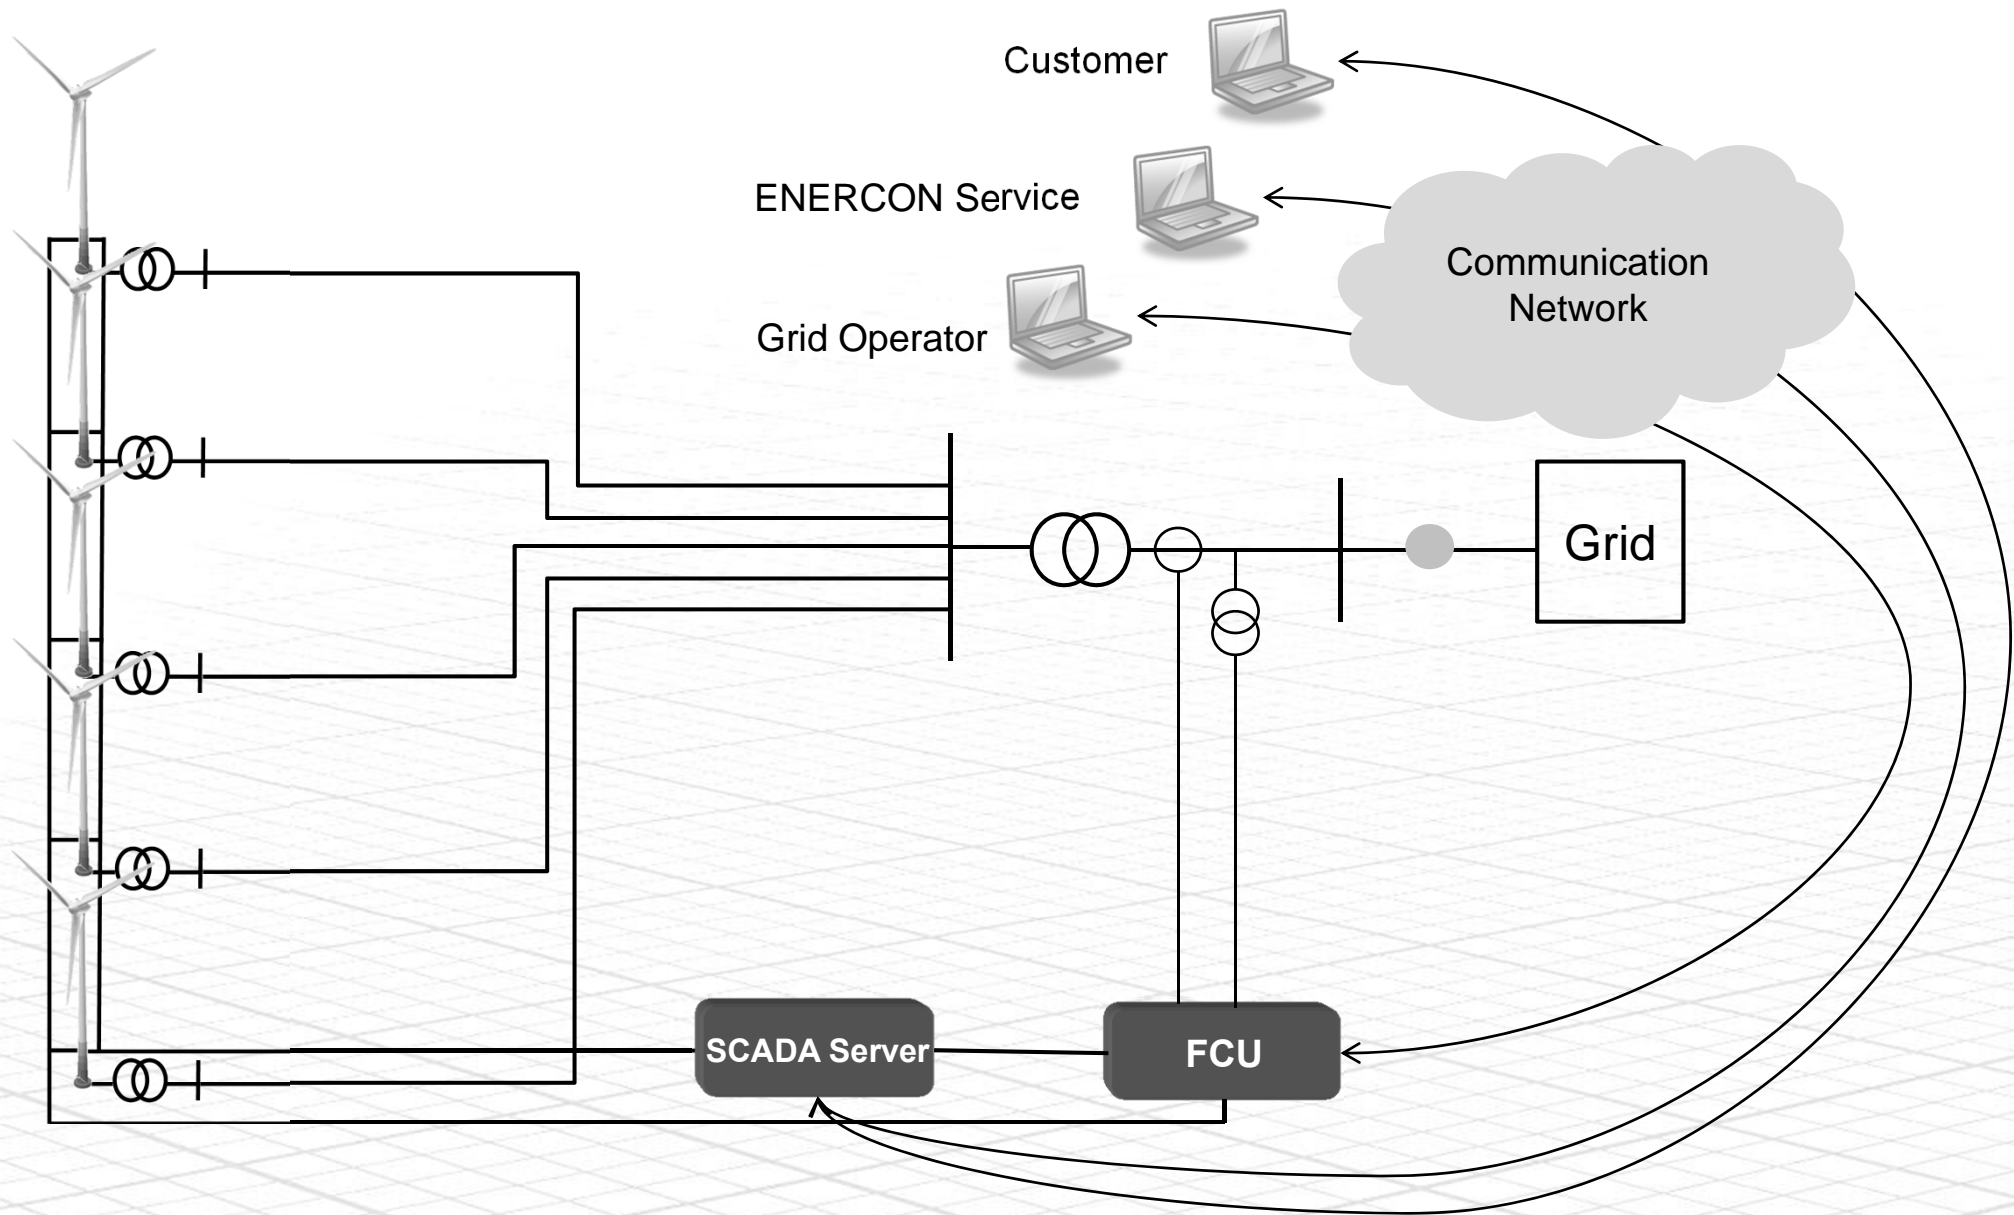 Customer
ENERCON Service
Communication
Network
Grid Operator
Grid
SCADA Server
FCU